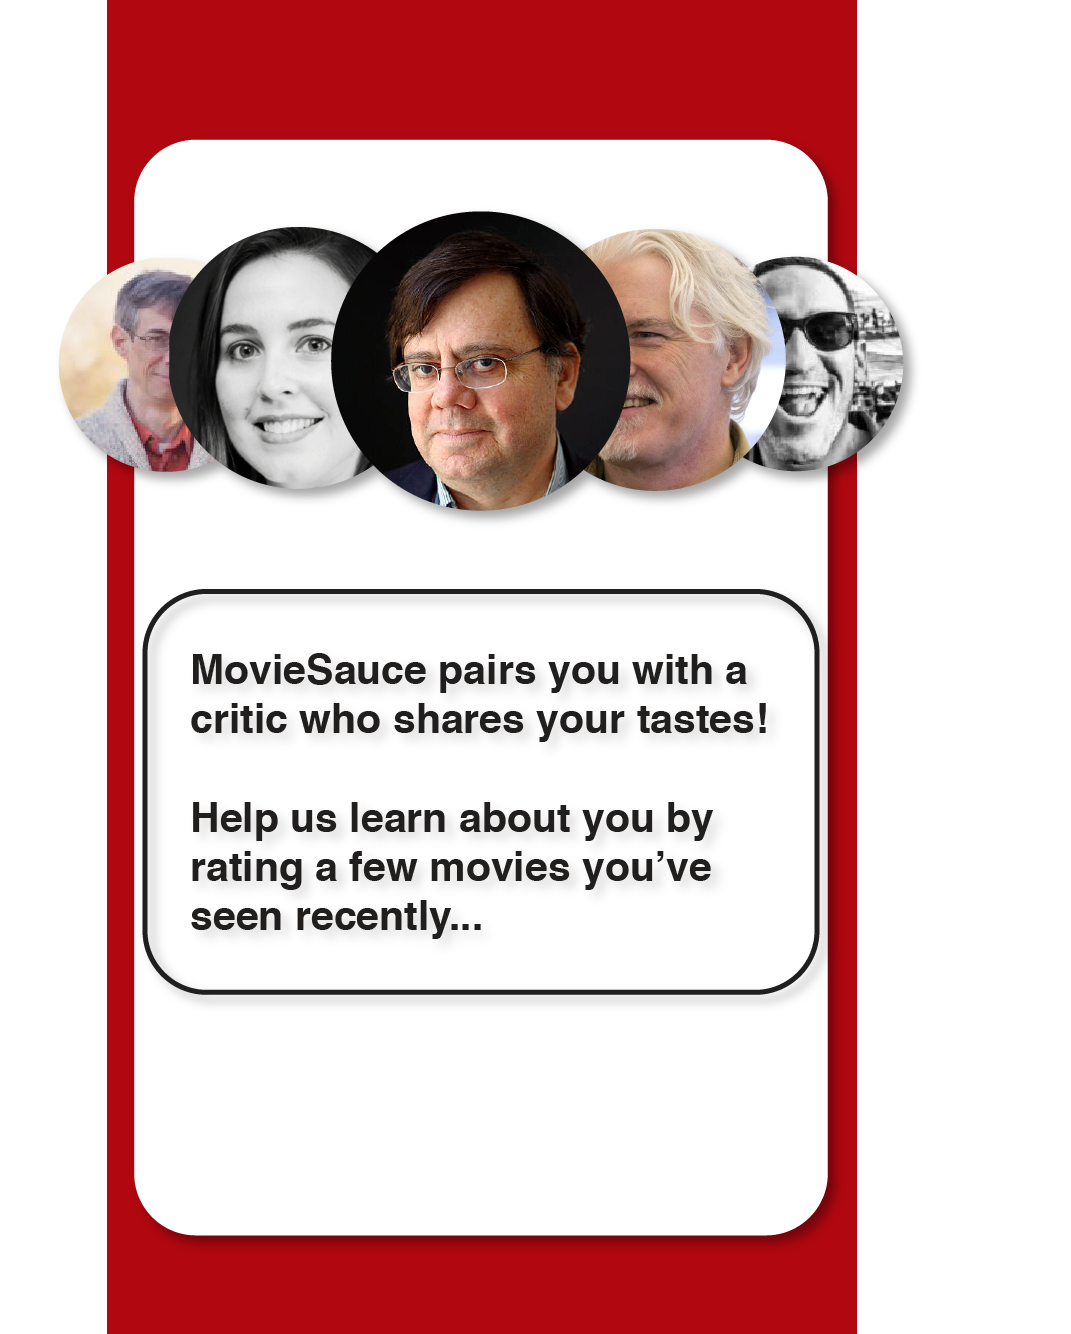 MovieSauce pairs you with a
critic who shares your tastes!
Help us learn about you by
rating a few movies you’ve
seen recently...